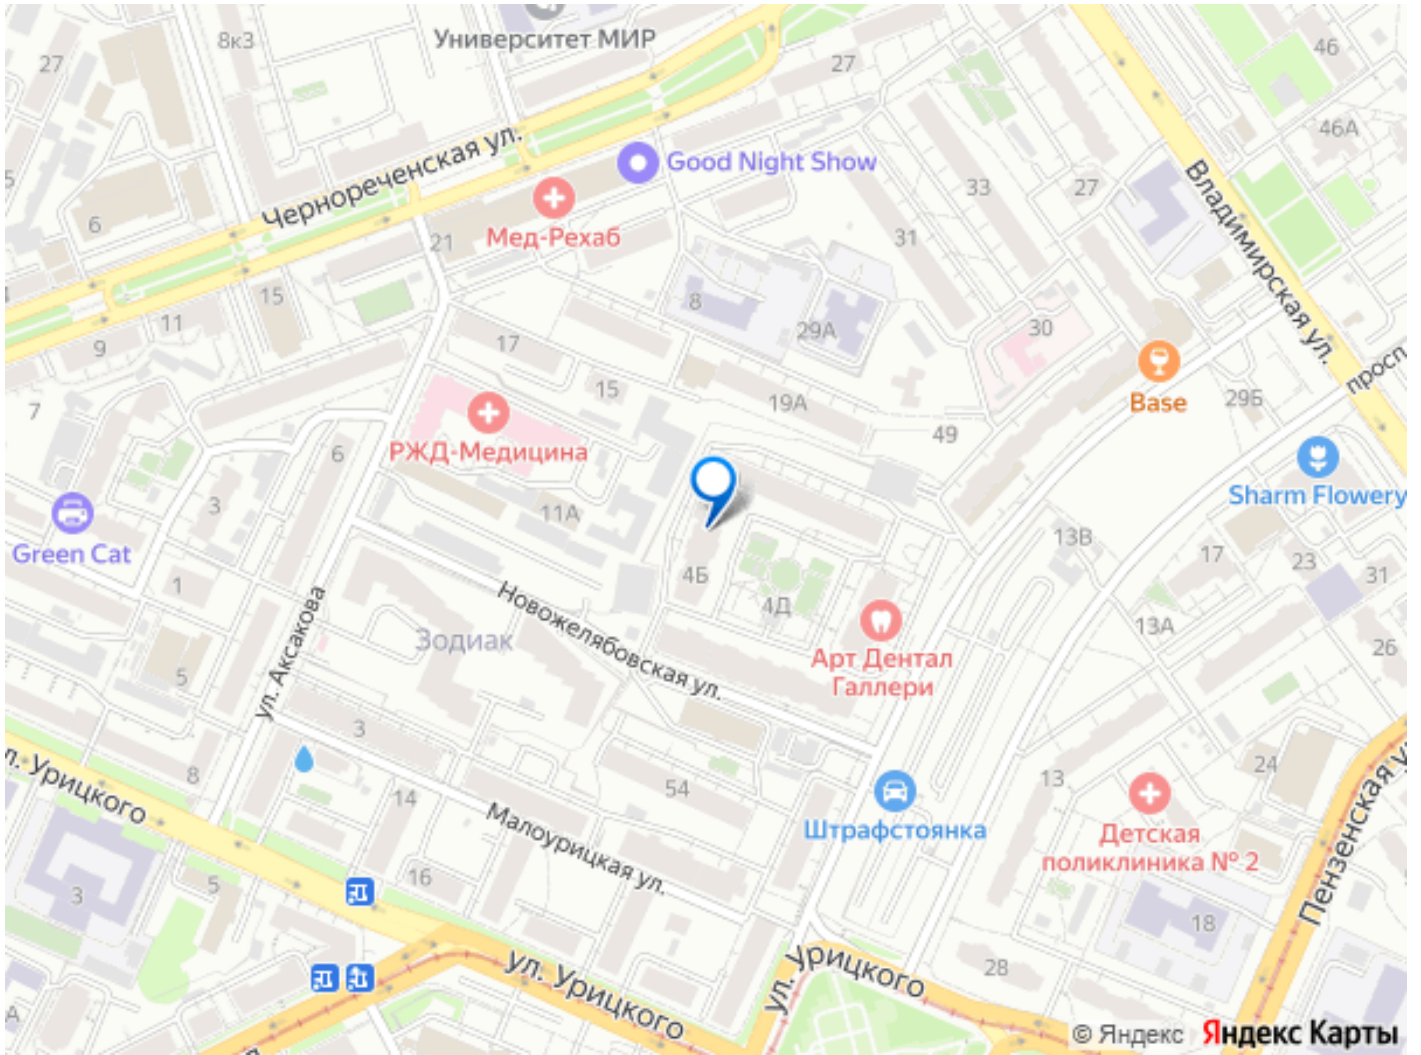 Университет МИР
8к3
27
27
46
46А
Чернореченская ул.
Good Night Show
Мед-Рехаб
33
27
Владимирская ул.
6
21
31
15
8
29А
30
11
9
17
15
19А
Base
29Б
просп
7
49
РЖД-Медицина
6
Sharm Flowery
3
11А
Green Cat
13В
17
23
31
1
4Б
4Д
ул. Аксакова
Новожелябовская ул.
Зодиак
13А
26
5
Арт Дентал
Галлери
3
24
8
14
54
13
л. Урицкого
Малоурицкая ул.
Штрафстоянка
Детская
поликлиника № 2
Пензенская у
16
5
3
18
28
ул. Урицкого
ул. Урицкого
© Яндекс
Яндекс Карты